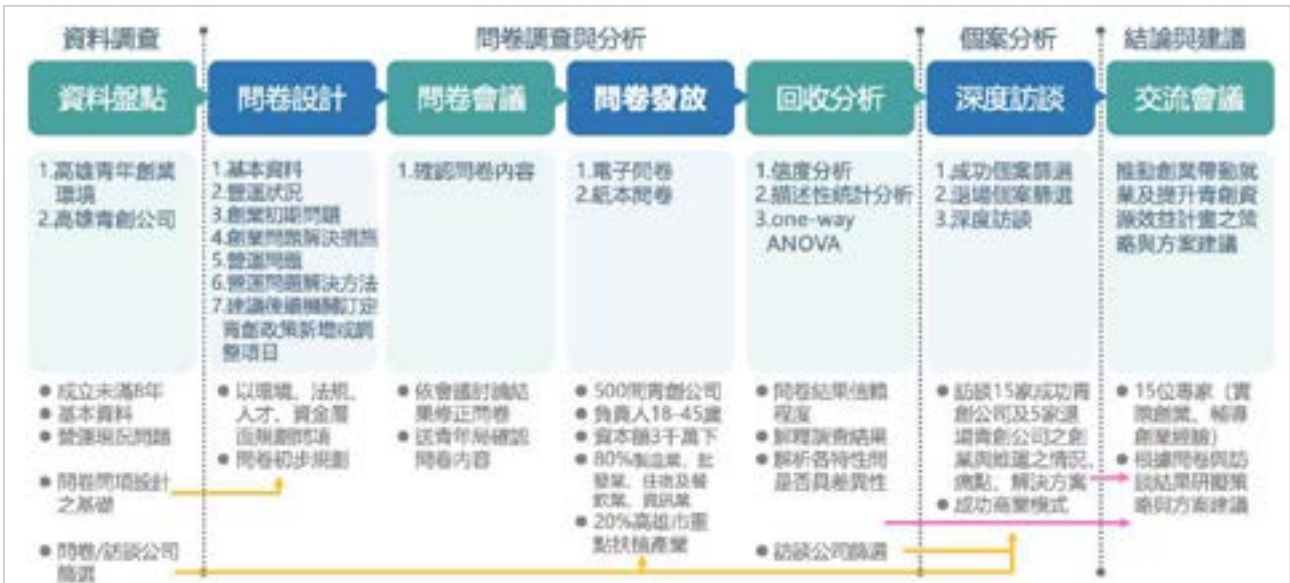 資料調查
問卷調查與分析
個案分析
結論與建議
資料盤點
問卷設計
問卷會議
問卷發放
回收分析
深度訪談
交流會議
1.高雄青年創業
環境
2.高雄青創公司
1.基本資料
2.營運狀況
3.創業初期問題
4.創業問題解決措施
5.營運問題
6.營運問題解決方法
7.建議後續機關訂定
青創政策新增或調
整項目
1.確認問卷內容
1.電子問卷
2.紙本問卷
1.信度分析
2.描述性統計分析
3.one-way
ANOVA
1.成功個案篩選
2.退場個案篩選
3.深度訪談
推動創業帶動就
業及提升青創資
源效益計畫之策
略與方案建議
● 成立未滿8年
● 基本資料
● 營運現況問題
● 問卷問項設計
之基礎
● 問卷/訪談公司
篩選
● 以環境、法規、
人才、資金層
面規劃問項
● 問卷初步規劃
● 依會議討論結
果修正問卷
● 送青年局確認
問卷內容
● 500間青創公司
● 負責人18-45歲
● 資本額3千萬下
● 80%製造業、批
發業、住宿及餐
飲業、資訊業
● 20%高雄市重
點扶植產業
● 問卷結果信賴
程度
● 解釋調查結果
● 解析各特性間
是否具差異性
● 訪談公司篩選
● 訪談15家成功青
創公司及5家退
場青創公司之創
業與維運之情況、
痛點、解決方案
● 成功商業模式
● 15位專家（實
際創業、輔導
創業經驗）
● 根據問卷與訪
談結果研擬策
略與方案建議